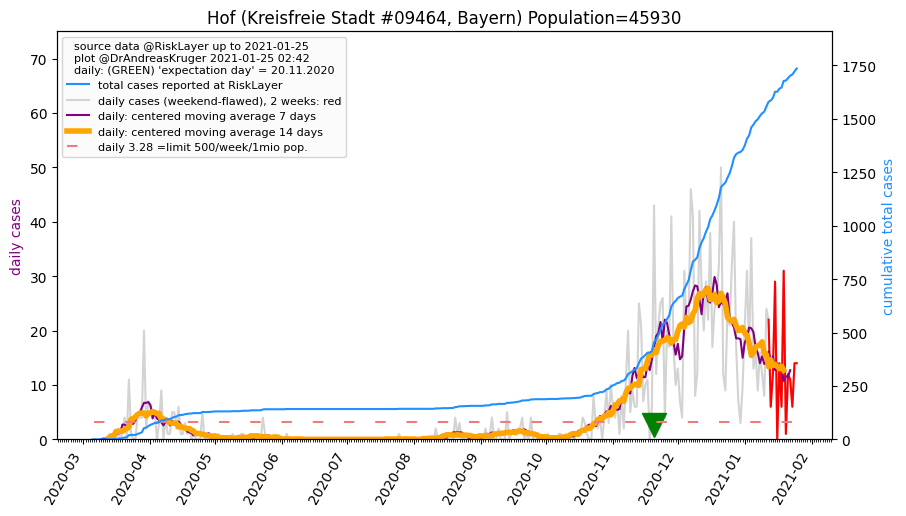 Hof (Kreisfreie Stadt #09464, Bayern) Population=45930
source data @RiskLayer up to 2021-01-25
plot @DrAndreasKruger 2021-01-25 02:42
daily: (GREEN) 'expectation day' = 20.11.2020
total cases reported at RiskLayer
daily cases (weekend-flawed), 2 weeks: red
daily: centered moving average 7 days
daily: centered moving average 14 days
daily 3.28 =limit 500/week/1mio pop.
daily cases
70
60
50
40
30
20
10
0
cumulative total cases
1750
1500
1250
1000
750
500
250
0
2020-03
2020-04
2020-05
2020-06
2020-07
2020-08
2020-09
2020-10
2020-11
2020-12
2021-01
2021-02